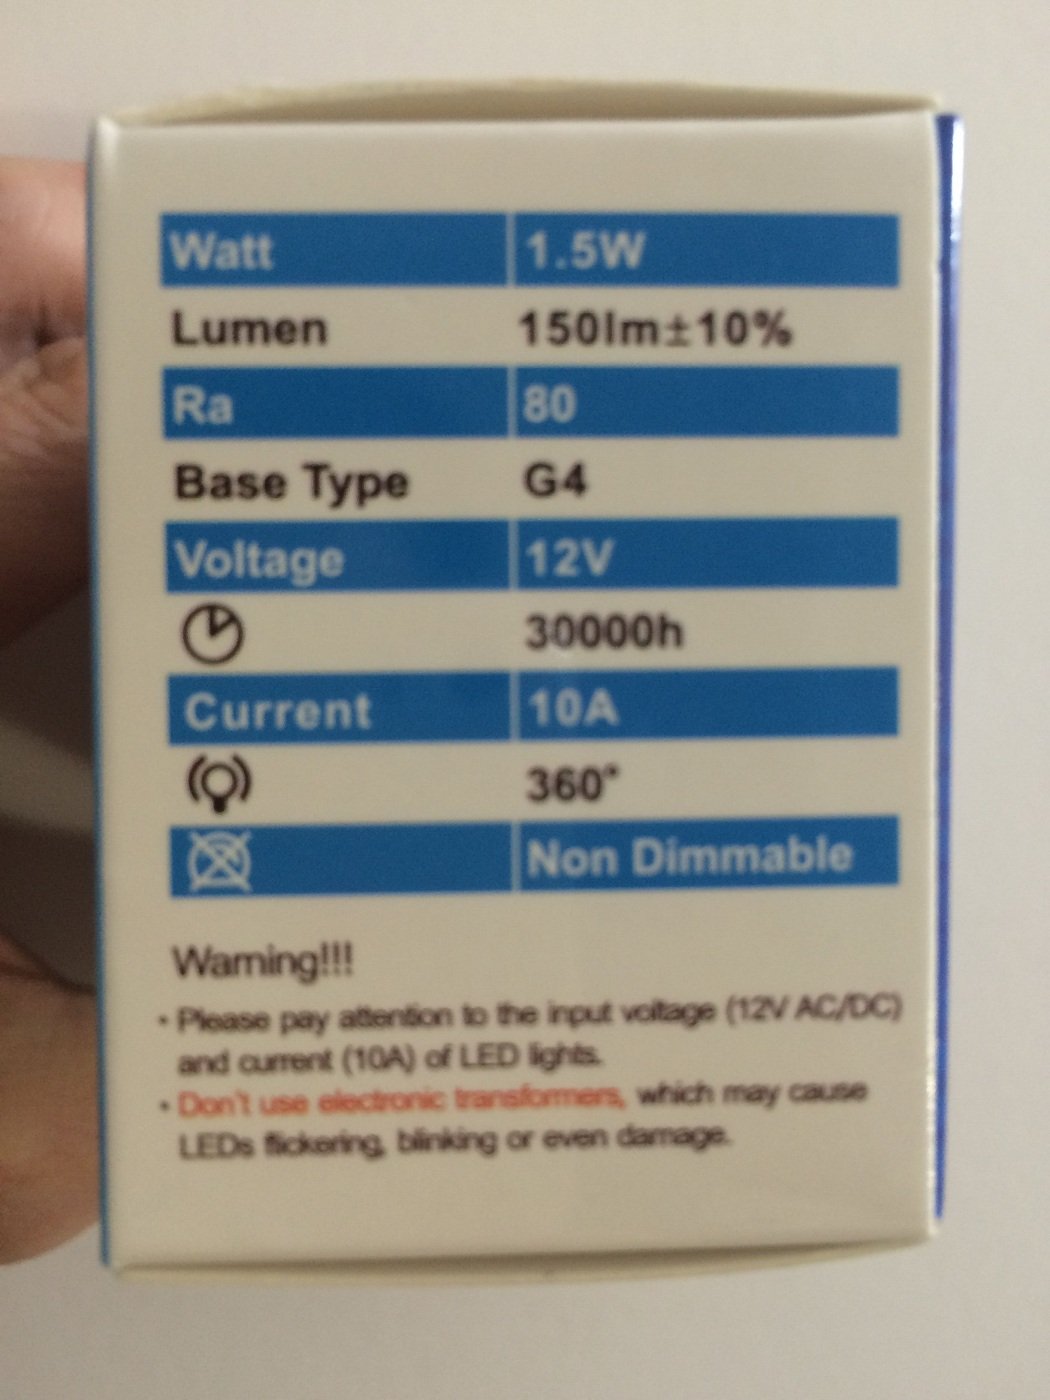 Watt 1.5W
Lumen 150lm±10%
Ra 80
Base Type G4
Voltage 12V
30000h
Current 10A
360°
Non Dimmable
Warning!!!
· Please pay attention to the input voltage (12V AC/DC)
and current (10A) of LED lights.
· Don't use electronic transformers, which may cause
LEDs flickering, blinking or even damage.